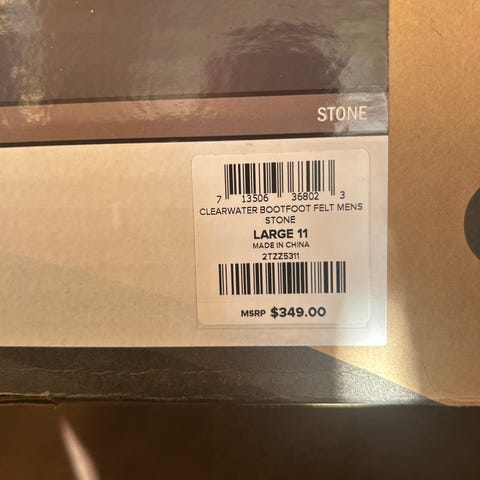 STONE
7 13506 36802 3
CLEARWATER BOOTFOOT FELT MENS
STONE
LARGE 11
MADE IN CHINA
2TZZ5311
MSRP $349.00